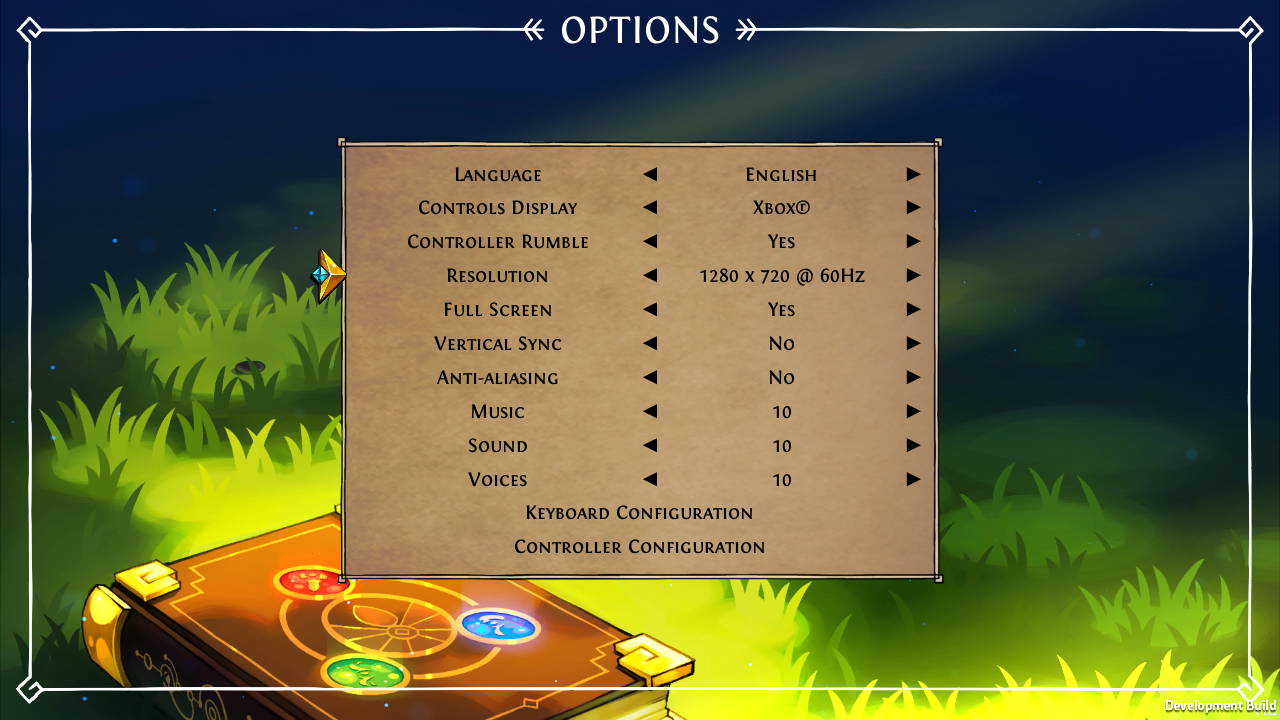 OPTIONS
Language ◀ English ▶
Controls Display ◀ Xbox® ▶
Controller Rumble ◀ Yes ▶
Resolution ◀ 1280 x 720 @ 60Hz ▶
Full Screen ◀ Yes ▶
Vertical Sync ◀ No ▶
Anti-aliasing ◀ No ▶
Music ◀ 10 ▶
Sound ◀ 10 ▶
Voices ◀ 10 ▶
Keyboard Configuration
Controller Configuration
Development Build